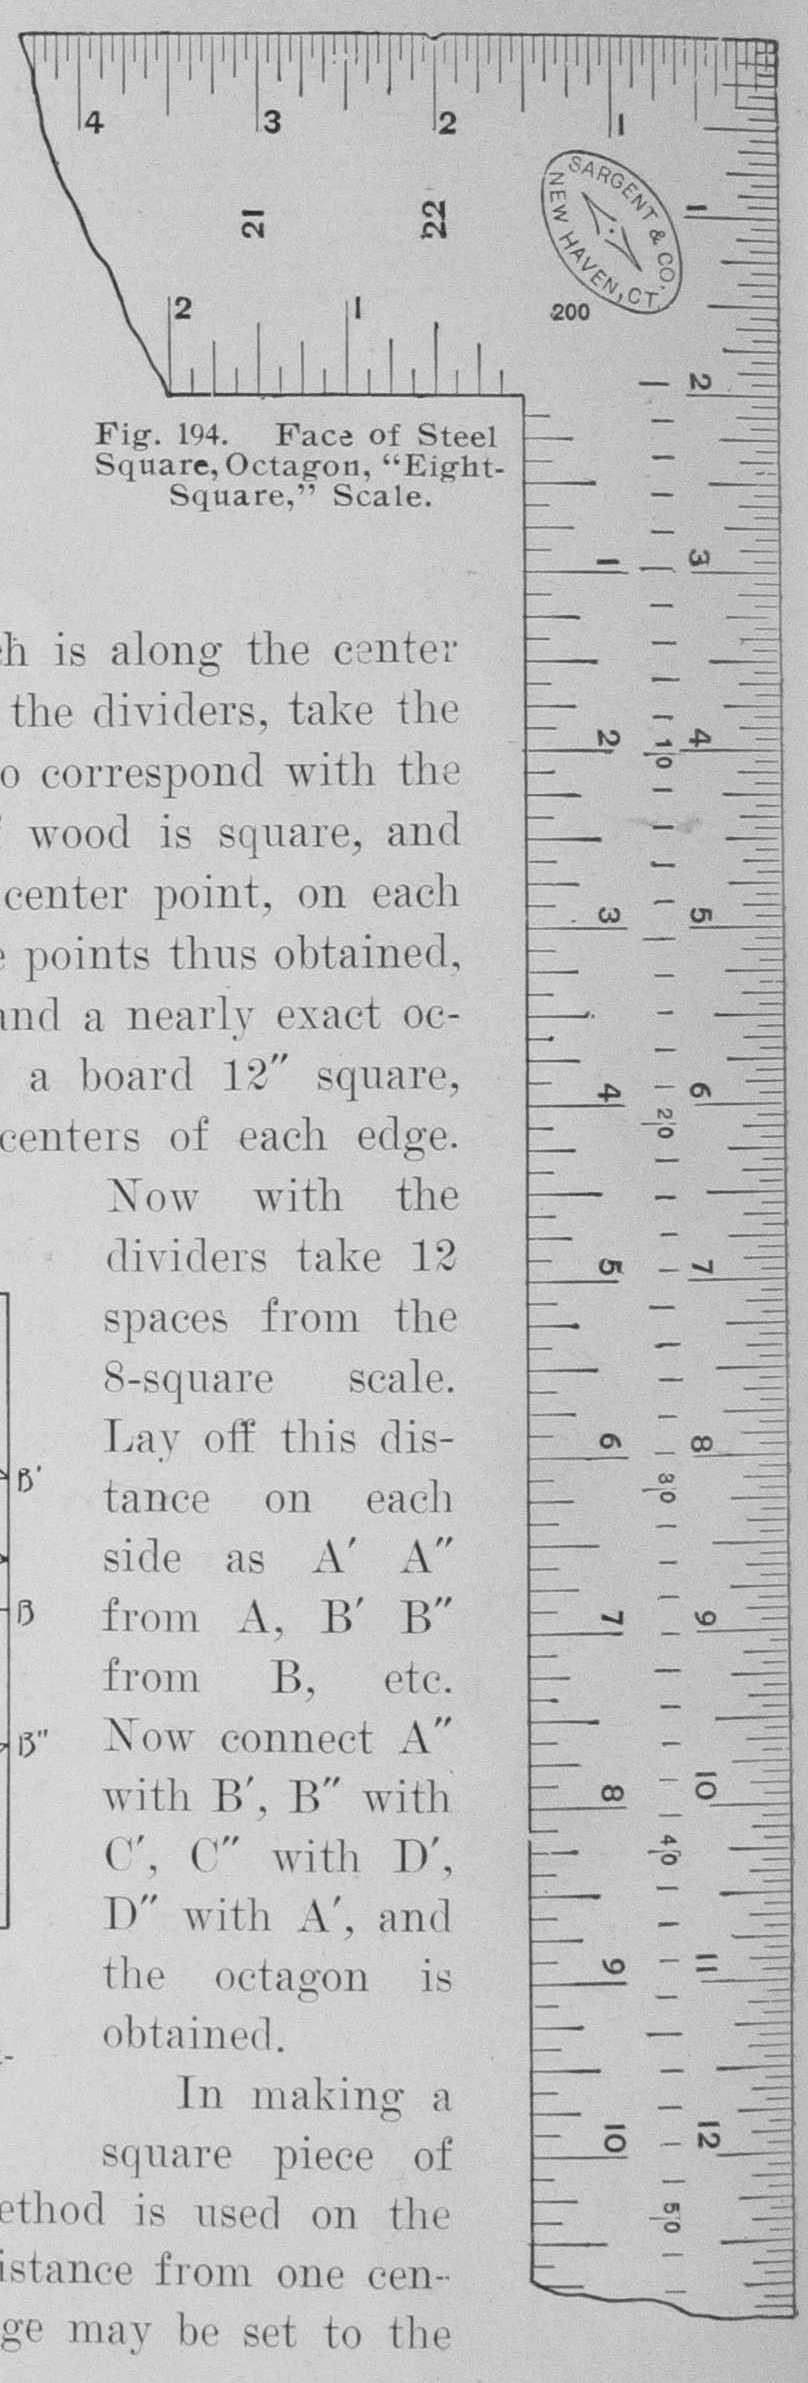 4 3 2 1
21 22
SARGENT & CO.
NEW HAVEN, CT.
2 1
200
Fig. 194. Face of Steel
Square, Octagon, “Eight-
Square,” Scale.
1 2 3 4 5 6 7 8 9 10 11 12
10 20 30 40 50
1 2 3 4 5 6 7 8 9 10
is along the center
the dividers, take the
correspond with the
wood is square, and
center point, on each
points thus obtained,
and a nearly exact oc-
a board 12″ square,
centers of each edge.
Now with the
dividers take 12
spaces from the
8-square scale.
Lay off this dis-
tance on each
side as A′ A″
from A, B′ B″
from B, etc.
Now connect A″
with B′, B″ with
C′, C″ with D′,
D″ with A′, and
the octagon is
obtained.
In making a
square piece of
ethod is used on the
istance from one cen-
ge may be set to the
B′
B
B″